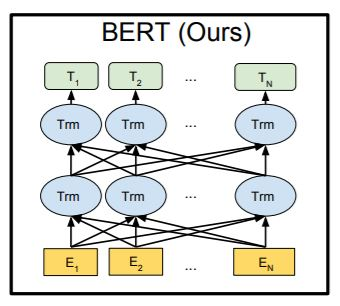 BERT (Ours)
T1 T2 ... TN
Trm Trm ... Trm
Trm Trm ... Trm
E1 E2 ... EN